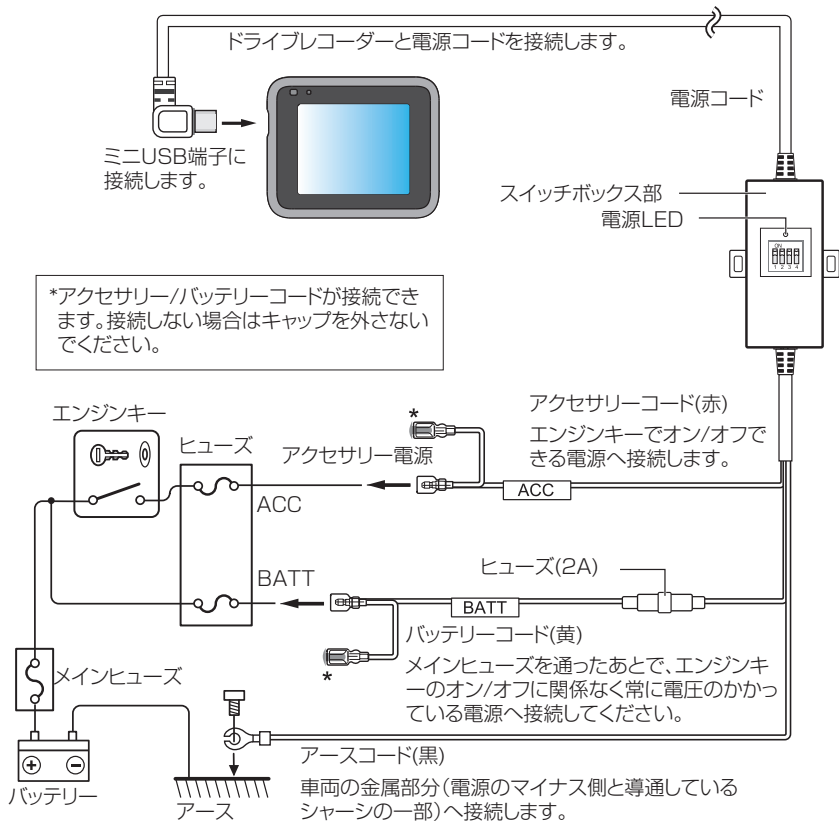 ドライブレコーダーと電源コードを接続します。
電源コード
ミニUSB端子に
接続します。
スイッチボックス部
電源LED
ON
1 2 3 4
*アクセサリー/バッテリーコードが接続でき
ます。接続しない場合はキャップを外さない
でください。
アクセサリーコード(赤)
エンジンキーでオン/オフで
きる電源へ接続します。
*
エンジンキー
ヒューズ
アクセサリー電源
ACC
ACC
ヒューズ(2A)
BATT
BATT
バッテリーコード(黄)
*
メインヒューズを通ったあとで、エンジンキ
ーのオン/オフに関係なく常に電圧のかかっ
ている電源へ接続してください。
メインヒューズ
アースコード(黒)
車両の金属部分(電源のマイナス側と導通している
シャーシの一部)へ接続します。
+ −
バッテリー
アース